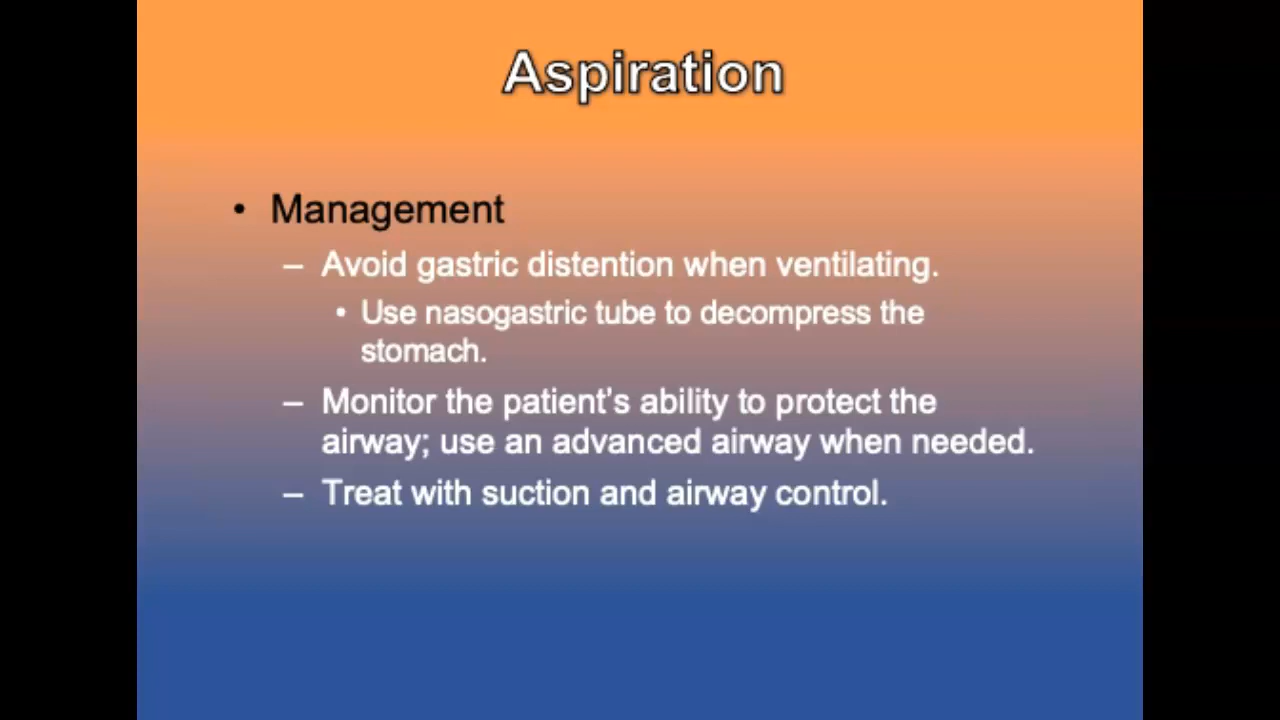 Aspiration
• Management
– Avoid gastric distention when ventilating.
• Use nasogastric tube to decompress the
stomach.
– Monitor the patient's ability to protect the
airway; use an advanced airway when needed.
– Treat with suction and airway control.